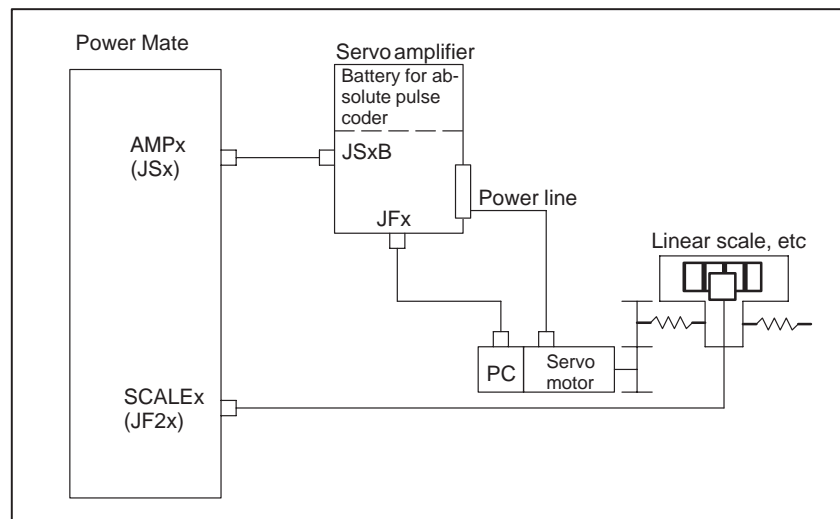 Power Mate
Servo amplifier
Battery for ab-
solute pulse
coder
AMPx
(JSx)
JSxB
Power line
JFx
Linear scale, etc
PC
Servo
motor
SCALEx
(JF2x)